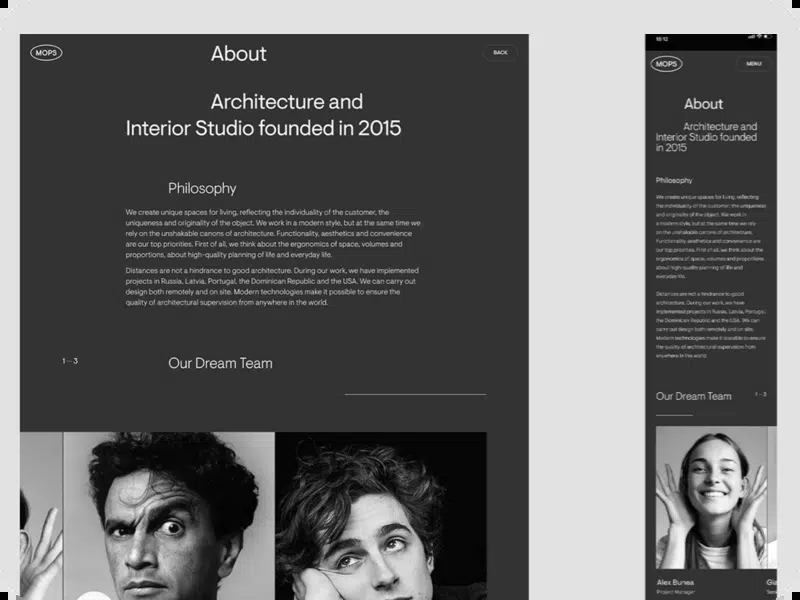 MOPS
About
BACK
Architecture and
Interior Studio founded in 2015
Philosophy
We create unique spaces for living, reflecting the individuality of the customer, the
uniqueness and originality of the object. We work in a modern style, but at the same time we
rely on the unshakable canons of architecture. Functionality, aesthetics and convenience
are our top priorities. First of all, we think about the ergonomics of space, volumes and
proportions, about high-quality planning of life and everyday life.
Distances are not a hindrance to good architecture. During our work, we have implemented
projects in Russia, Latvia, Portugal, the Dominican Republic and the USA. We can carry out
design both remotely and on site. Modern technologies make it possible to ensure the
quality of architectural supervision from anywhere in the world.
1—3
Our Dream Team
MOPS
MENU
About
Architecture and
Interior Studio founded
in 2015
Philosophy
We create unique spaces for living, reflecting
the individuality of the customer, the uniqueness
and originality of the object. We work in
a modern style, but at the same time we rely
on the unshakable canons of architecture.
Functionality, aesthetics and convenience are
our top priorities. First of all, we think about the
ergonomics of space, volumes and proportions
about high-quality planning of life and
everyday life.
Distances are not a hindrance to good
architecture. During our work, we have
implemented projects in Russia, Latvia, Portugal,
the Dominican Republic and the USA. We can
carry out design both remotely and on site.
Modern technologies make it possible to ensure
the quality of architectural supervision from
anywhere in the world.
Our Dream Team
1—3
Alex Bunea
Gia
Project Manager